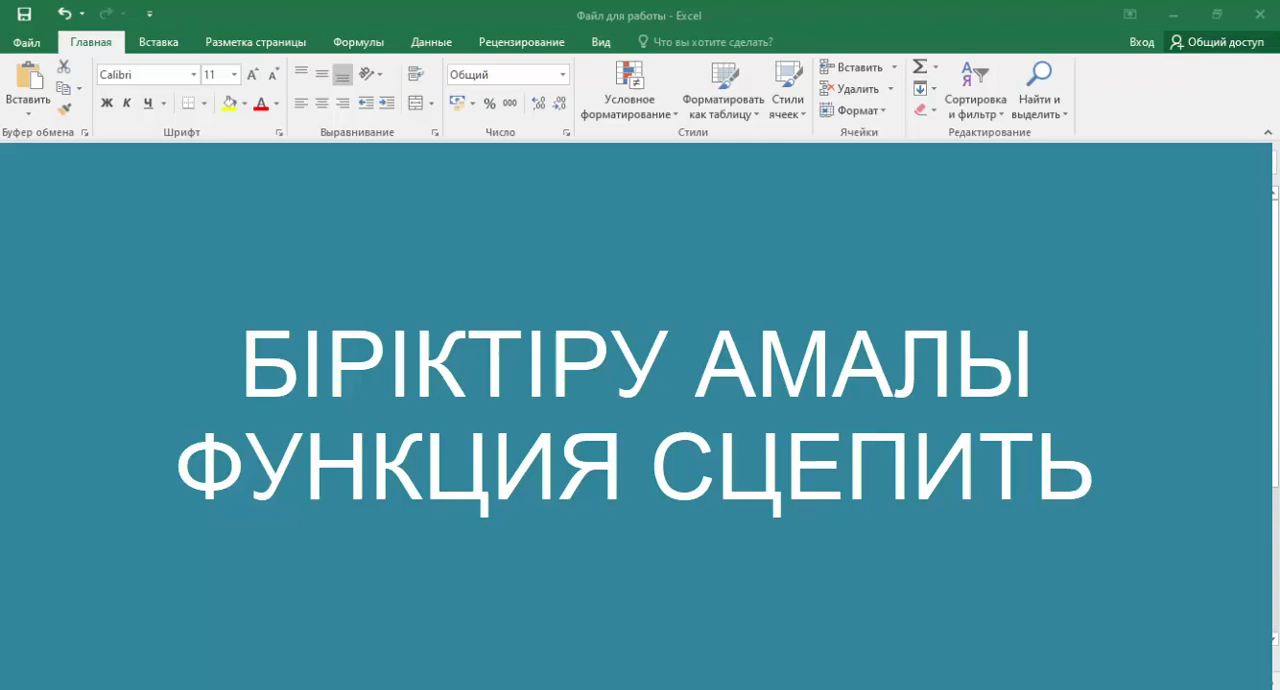 Файл для работы - Excel
Файл Главная Вставка Разметка страницы Формулы Данные Рецензирование Вид Что вы хотите сделать? Вход Общий доступ
Вставить
Буфер обмена
Calibri 11
Ж К Ч
Шрифт
Выравнивание
Общий
% 000
Число
Условное форматирование
Форматировать как таблицу
Стили ячеек
Стили
Вставить
Удалить
Формат
Ячейки
Сортировка и фильтр
Найти и выделить
Редактирование
БІРІКТІРУ АМАЛЫ
ФУНКЦИЯ СЦЕПИТЬ